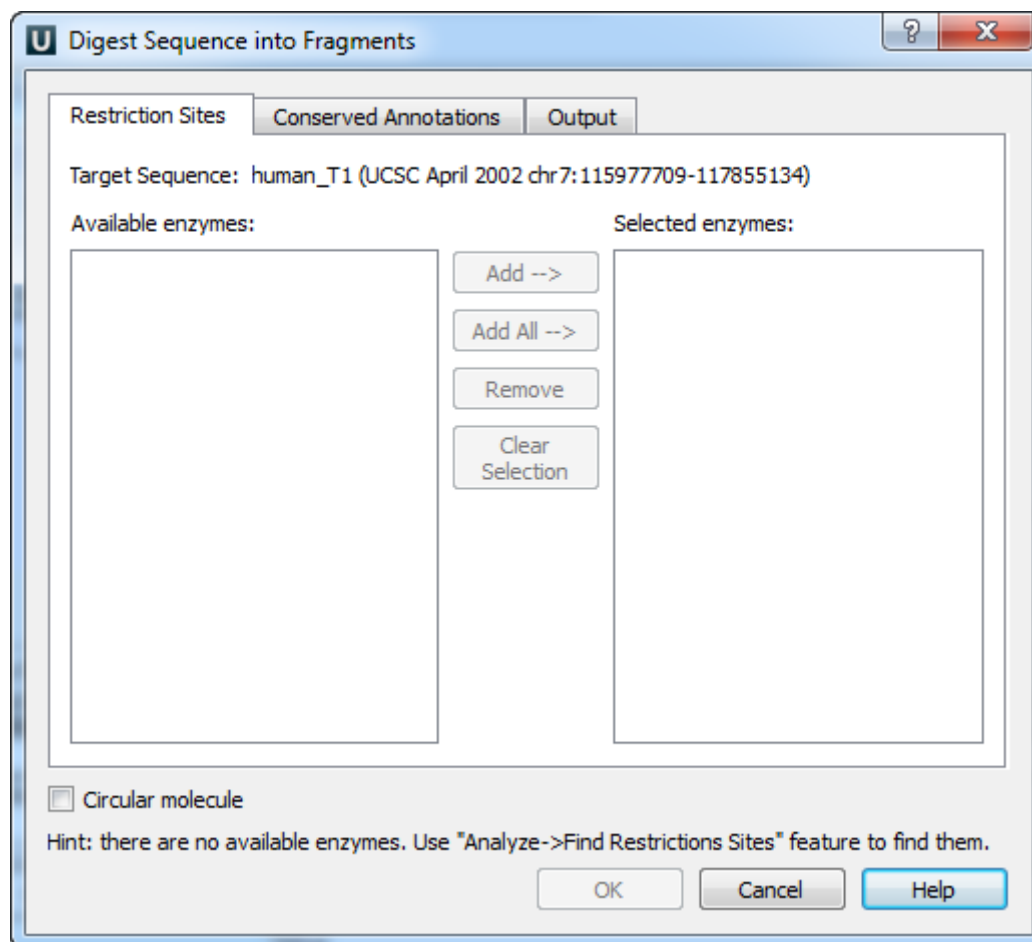 U Digest Sequence into Fragments
Restriction Sites Conserved Annotations Output
Target Sequence: human_T1 (UCSC April 2002 chr7:115977709-117855134)
Available enzymes: Selected enzymes:
Add -->
Add All -->
Remove
Clear
Selection
Circular molecule
Hint: there are no available enzymes. Use "Analyze->Find Restrictions Sites" feature to find them.
OK Cancel Help